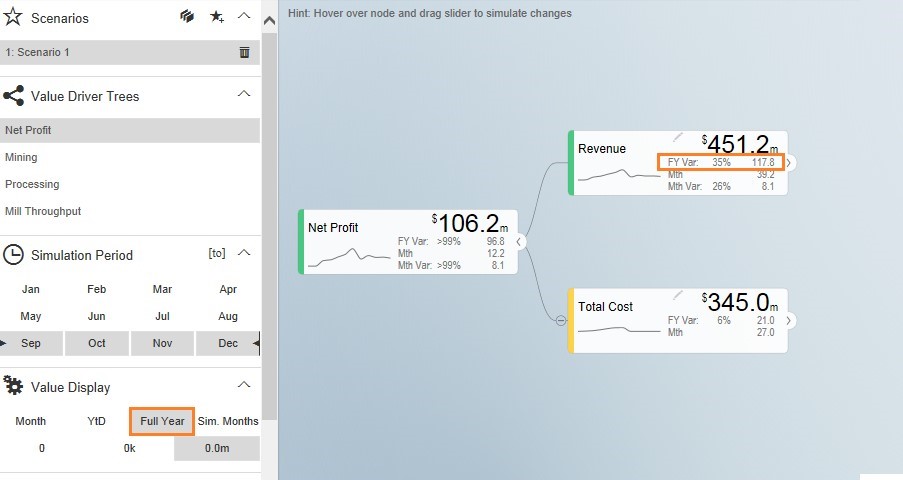 Scenarios
1: Scenario 1
Value Driver Trees
Net Profit
Mining
Processing
Mill Throughput
Simulation Period [to]
Jan Feb Mar Apr
May Jun Jul Aug
Sep Oct Nov Dec
Value Display
Month YtD Full Year Sim. Months
0 0k 0.0m
Hint: Hover over node and drag slider to simulate changes
Net Profit $106.2m
FY Var: >99% 96.8
Mth 12.2
Mth Var: >99% 8.1
Revenue $451.2m
FY Var: 35% 117.8
Mth 39.2
Mth Var: 26% 8.1
Total Cost $345.0m
FY Var: 6% 21.0
Mth 27.0